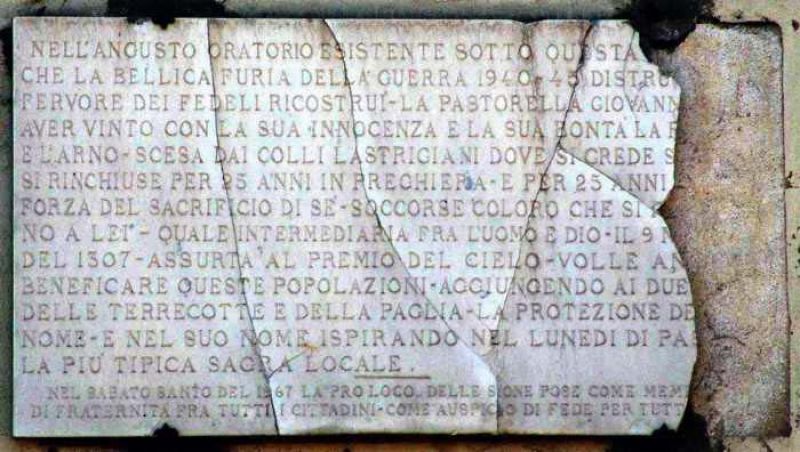 NELL'ANGUSTO ORATORIO ESISTENTE SOTTO QUESTA
CHE LA BELLICA FURIA DELLA GUERRA 1940-45 DISTRU
FERVORE DEI FEDELI RICOSTRUÌ-LA PASTORELLA GIOVANN
AVER VINTO CON LA SUA INNOCENZA E LA SUA BONTÀ LA
E L'ARNO-SCESA DAI COLLI LASTRIGIANI DOVE SI CREDE S
SI RINCHIUSE PER 25 ANNI IN PREGHIERA-E PER 25 ANNI
FORZA DEL SACRIFICIO DI SÈ-SOCCORSE COLORO CHE SI
NO A LEI-QUALE INTERMEDIARIA FRA L'UOMO E DIO-IL 9
DEL 1307-ASSURTA AL PREMIO DEL CIELO-VOLLE AN
BENEFICARE QUESTE POPOLAZIONI-AGGIUNGENDO AI DUE
DELLE TERRECOTTE E DELLA PAGLIA-LA PROTEZIONE DE
NOME-E NEL SUO NOME ISPIRANDO NEL LUNEDI DI PAS
LA PIÙ TIPICA SAGRA LOCALE.
NEL SABATO SANTO DEL 1967 LA PRO LOCO DELLE SIGNE POSE COME MEM
DI FRATERNITA FRA TUTTI I CITTADINI-COME AUSPICIO DI FEDE PER TUTT